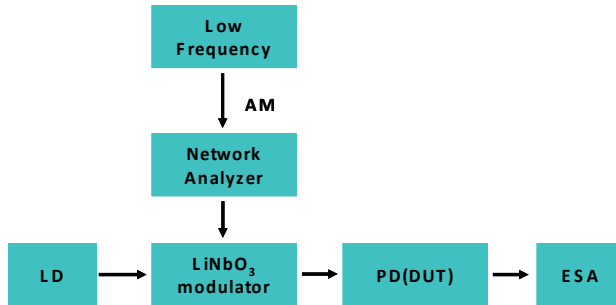 Low
Frequency
AM
Network
Analyzer
LD
LiNbO₃
modulator
PD(DUT)
ESA